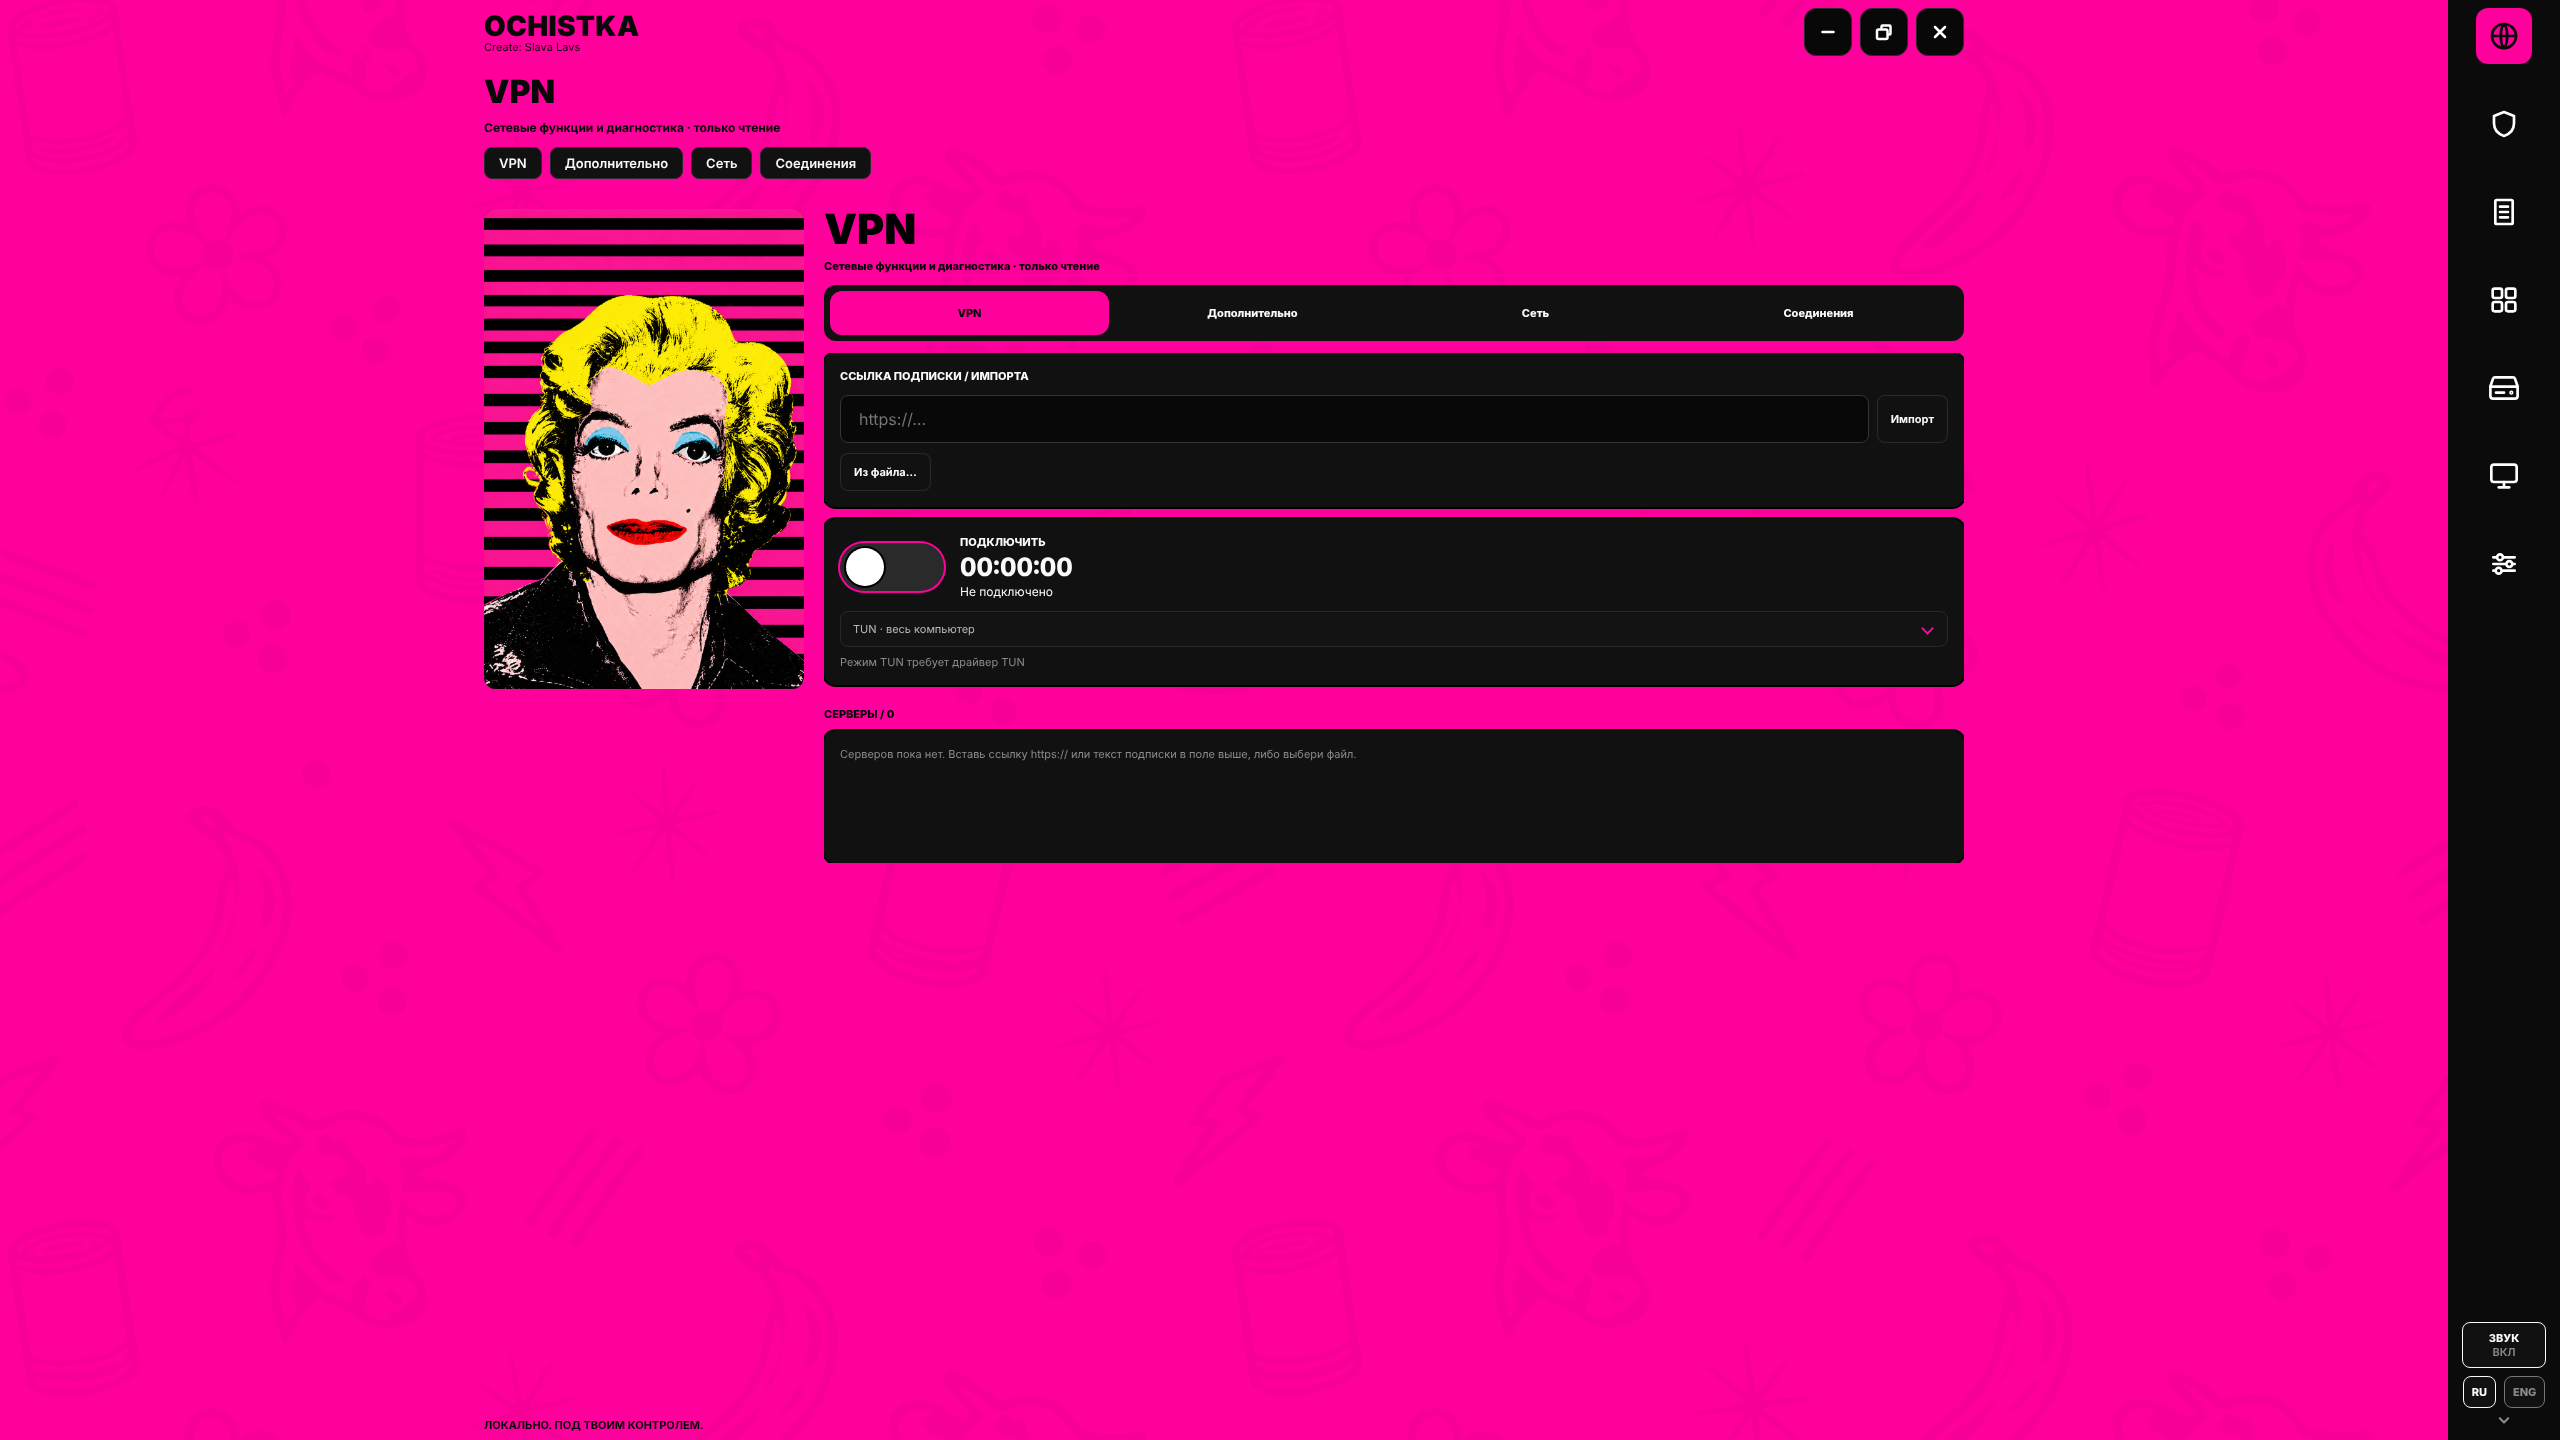 OCHISTKA
Create: Slava Lavs
VPN
Сетевые функции и диагностика · только чтение
VPN
Дополнительно
Сеть
Соединения
VPN
Сетевые функции и диагностика · только чтение
VPN
Дополнительно
Сеть
Соединения
ССЫЛКА ПОДПИСКИ / ИМПОРТА
https://...
Импорт
Из файла...
ПОДКЛЮЧИТЬ
00:00:00
Не подключено
TUN · весь компьютер
Режим TUN требует драйвер TUN
СЕРВЕРЫ / 0
Серверов пока нет. Вставь ссылку https:// или текст подписки в поле выше, либо выбери файл.
ЛОКАЛЬНО. ПОД ТВОИМ КОНТРОЛЕМ.
ЗВУК
ВКЛ
RU
ENG